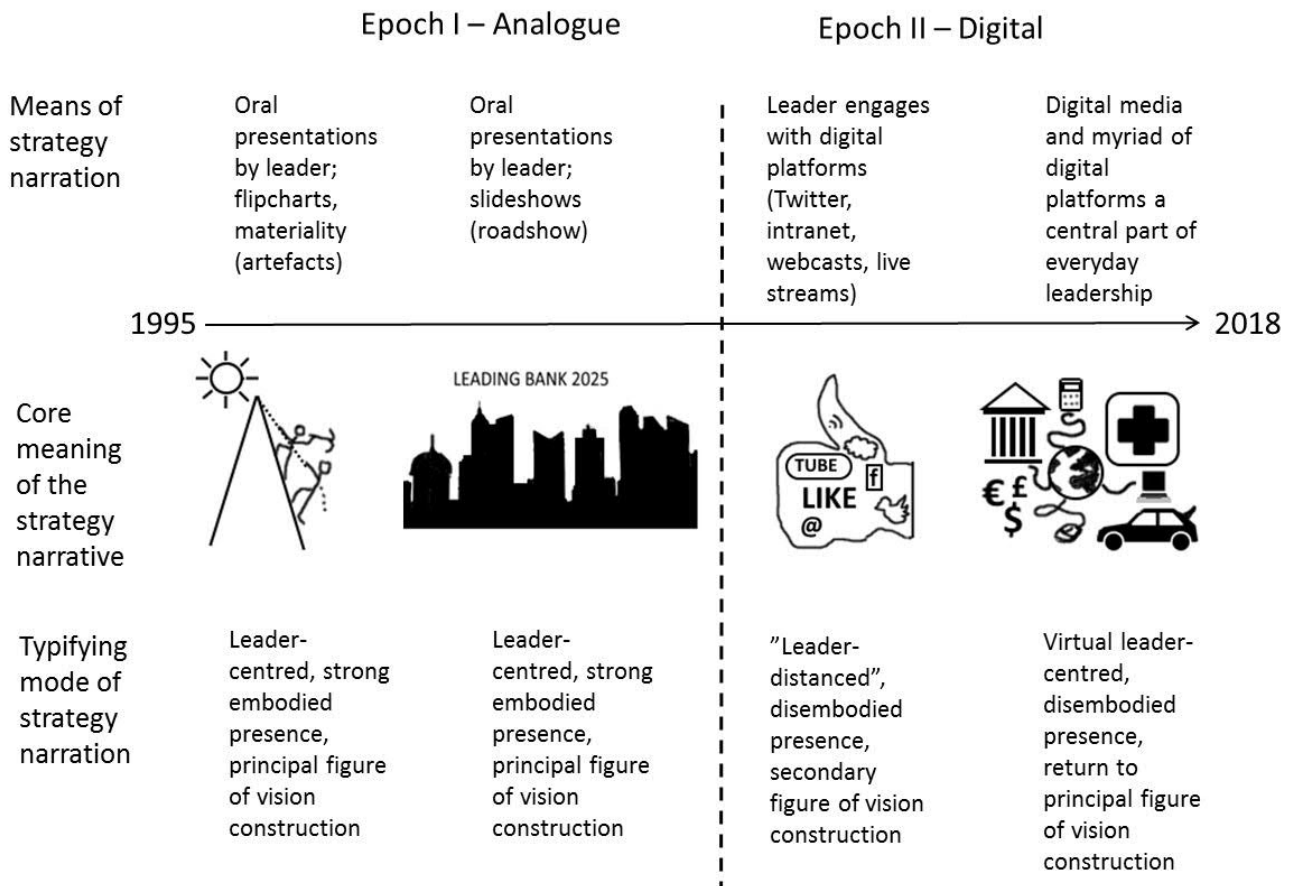 Epoch I – Analogue
Epoch II – Digital
Means of
strategy
narration
Oral
presentations
by leader;
flipcharts,
materiality
(artefacts)
Oral
presentations
by leader;
slideshows
(roadshow)
Leader engages
with digital
platforms
(Twitter,
intranet,
webcasts, live
streams)
Digital media
and myriad of
digital
platforms a
central part of
everyday
leadership
1995
2018
Core
meaning
of the
strategy
narrative
LEADING BANK 2025
TUBE
f
LIKE
@
€ £
$
Typifying
mode of
strategy
narration
Leader-
centred, strong
embodied
presence,
principal figure
of vision
construction
Leader-
centred, strong
embodied
presence,
principal figure
of vision
construction
”Leader-
distanced”,
disembodied
presence,
secondary
figure of vision
construction
Virtual leader-
centred,
disembodied
presence,
return to
principal figure
of vision
construction